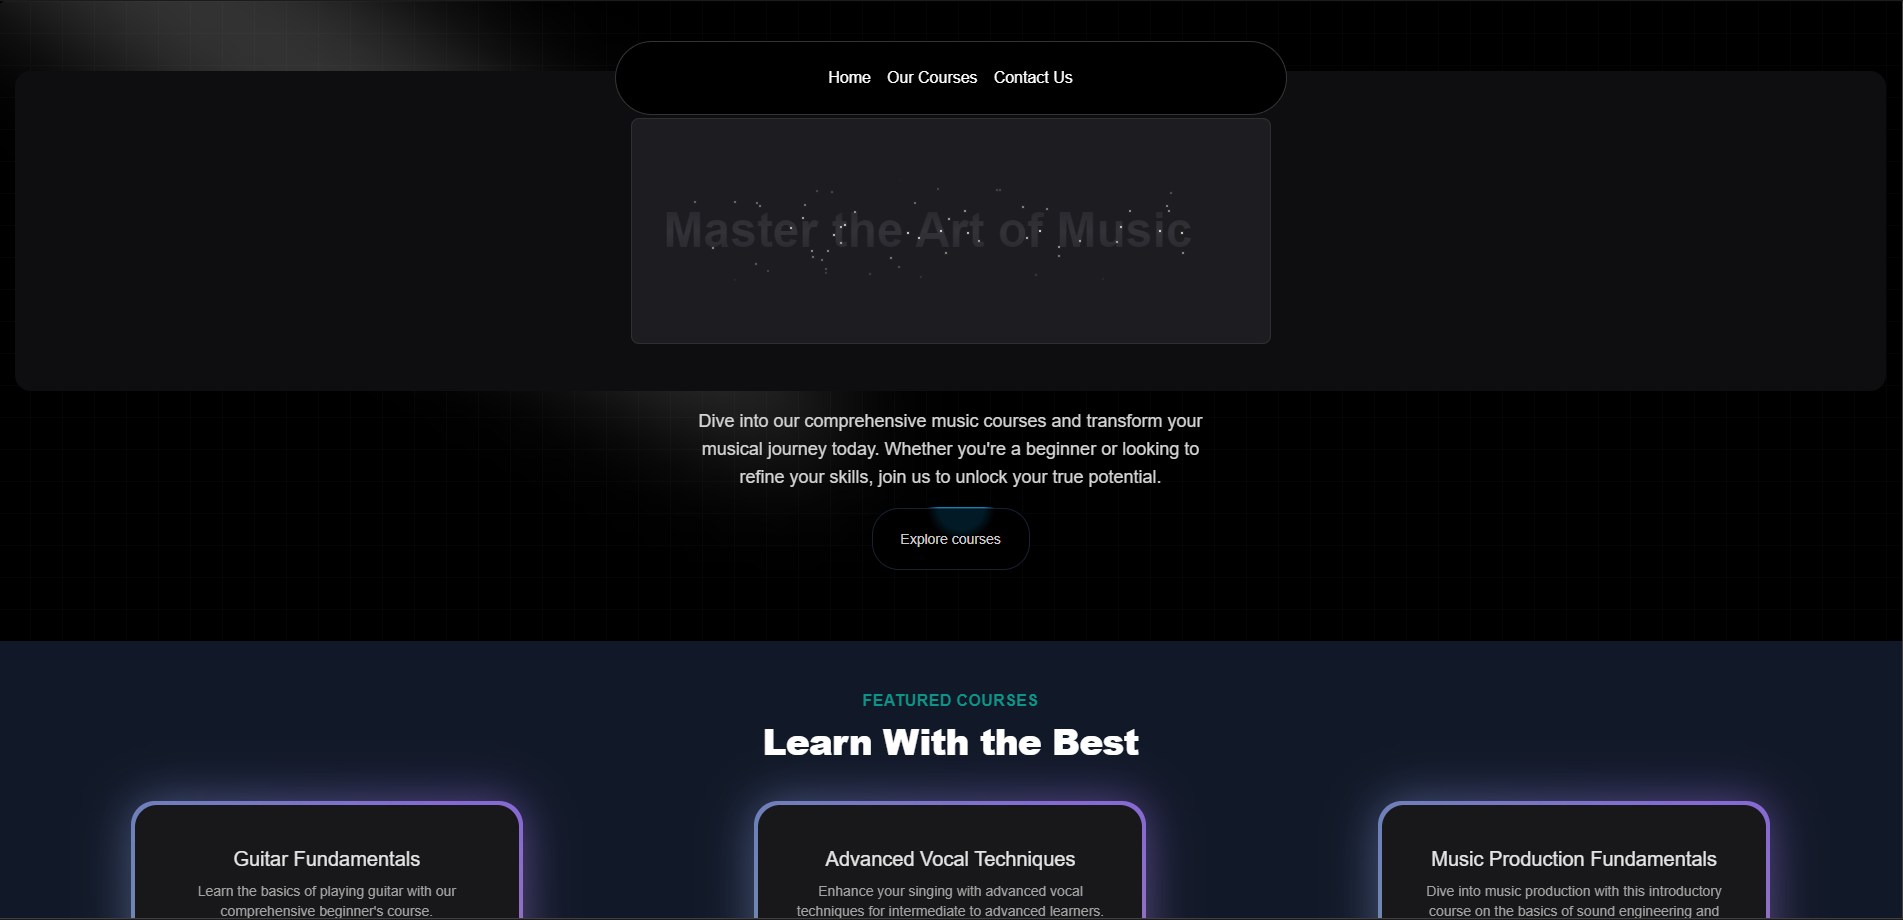 Home Our Courses Contact Us
Master the Art of Music
Dive into our comprehensive music courses and transform your
musical journey today. Whether you're a beginner or looking to
refine your skills, join us to unlock your true potential.
Explore courses
FEATURED COURSES
Learn With the Best
Guitar Fundamentals
Learn the basics of playing guitar with our
comprehensive beginner's course.
Advanced Vocal Techniques
Enhance your singing with advanced vocal
techniques for intermediate to advanced learners.
Music Production Fundamentals
Dive into music production with this introductory
course on the basics of sound engineering and